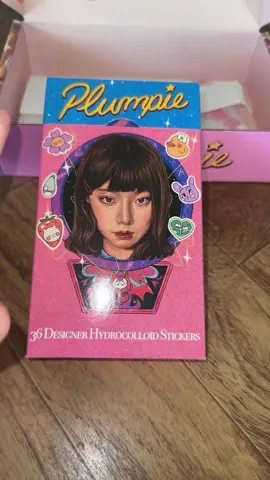 Plumpie
36 DESIGNER HYDROCOLLOID STICKERS